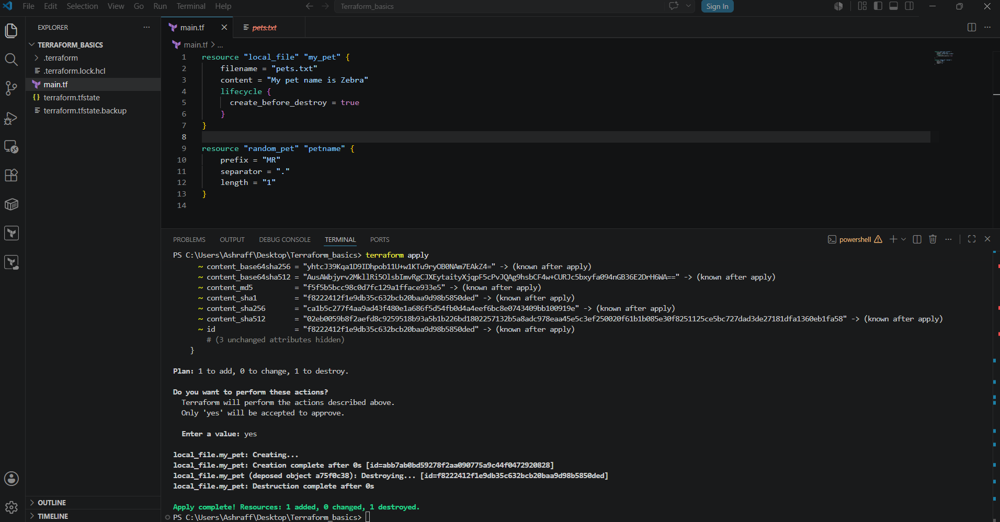 File Edit Selection View Go Run Terminal Help
Terraform_basics
Sign In
EXPLORER
TERRAFORM_BASICS
.terraform
.terraform.lock.hcl
main.tf
terraform.tfstate
terraform.tfstate.backup
OUTLINE
TIMELINE
main.tf
pets.txt
main.tf > ...
1 resource "local_file" "my_pet" {
2 filename = "pets.txt"
3 content = "My pet name is Zebra"
4 lifecycle {
5 create_before_destroy = true
6 }
7 }
8
9 resource "random_pet" "petname" {
10 prefix = "MR"
11 separator = "."
12 length = "1"
13 }
14
PROBLEMS OUTPUT DEBUG CONSOLE TERMINAL PORTS
powershell
PS C:\Users\Ashraff\Desktop\Terraform_basics> terraform apply
~ content_base64sha256 = "yhtcJ39Kqa1D9IDhpob11U+w1KTu9ryOB0NAm7EAkZ4=" -> (known after apply)
~ content_base64sha512 = "AusAWbjyrv2MkllRi5OlsbImvRgCJXEytaityXjqpF5cPvJQAg9hsbCF4w+CURJc5bxyfa094nGB36E2DrH6WA==" -> (known after apply)
~ content_md5 = "f5f5b5bcc98c0d7fc129a1fface933e5" -> (known after apply)
~ content_sha1 = "f8222412f1e9db35c632bcb20baa9d98b5850ded" -> (known after apply)
~ content_sha256 = "ca1b5c277f4aa9ad43f480e1a686f5d54fb0d4a4eef6bc8e0743409bb100919e" -> (known after apply)
~ content_sha512 = "02eb0059b8f2aefd8c9259518b93a5b1b226bd1802257132b5a8adc978eaa45e5c3ef250020f61b1b085e30f8251125ce5bc727dad3de27181dfa1360eb1fa58" -> (known after apply)
~ id = "f8222412f1e9db35c632bcb20baa9d98b5850ded" -> (known after apply)
# (3 unchanged attributes hidden)
}
Plan: 1 to add, 0 to change, 1 to destroy.
Do you want to perform these actions?
Terraform will perform the actions described above.
Only 'yes' will be accepted to approve.
Enter a value: yes
local_file.my_pet: Creating...
local_file.my_pet: Creation complete after 0s [id=abb7ab0bd59278f2aa090775a9c44f0472920828]
local_file.my_pet (deposed object a75f0c38): Destroying... [id=f8222412f1e9db35c632bcb20baa9d98b5850ded]
local_file.my_pet: Destruction complete after 0s
Apply complete! Resources: 1 added, 0 changed, 1 destroyed.
PS C:\Users\Ashraff\Desktop\Terraform_basics>